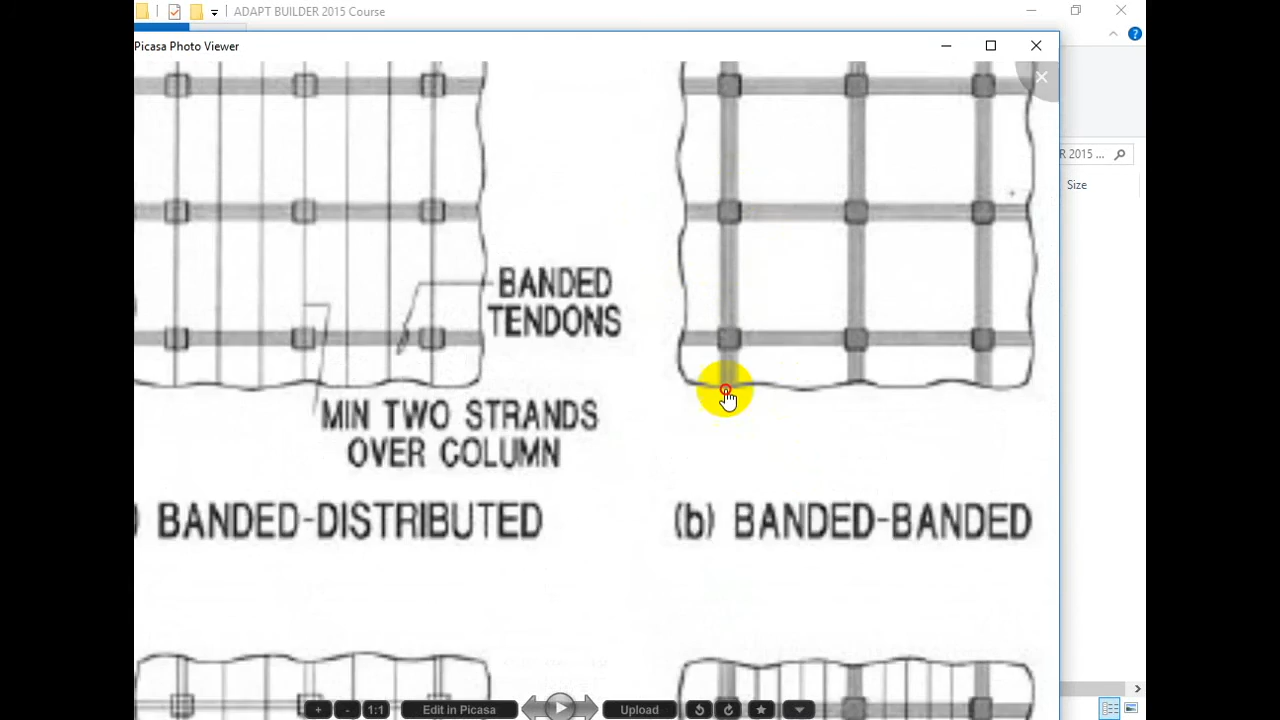 ADAPT BUILDER 2015 Course
Picasa Photo Viewer
R 2015 ...
Size
BANDED
TENDONS
MIN TWO STRANDS
OVER COLUMN
) BANDED-DISTRIBUTED
(b) BANDED-BANDED
+ - 1:1 Edit in Picasa Upload